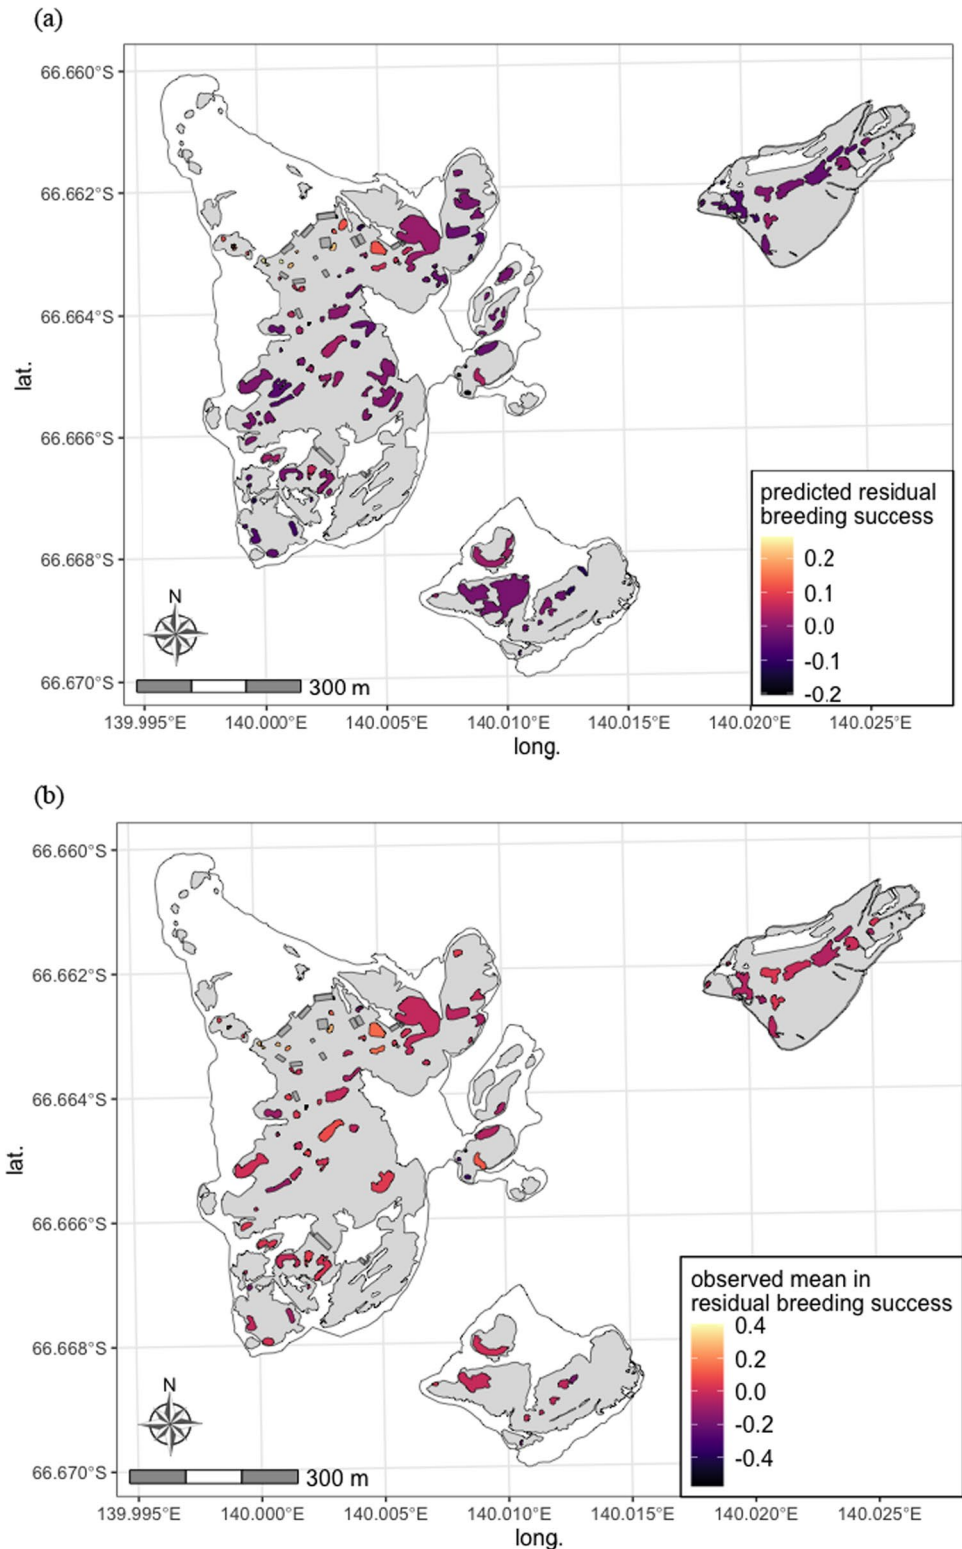 (a)
66.660°S
66.662°S
66.664°S
lat.
66.666°S
66.668°S
66.670°S
predicted residual
breeding success
0.2
0.1
0.0
-0.1
-0.2
N
300 m
139.995°E 140.000°E 140.005°E 140.010°E 140.015°E 140.020°E 140.025°E
long.
(b)
66.660°S
66.662°S
66.664°S
lat.
66.666°S
66.668°S
66.670°S
observed mean in
residual breeding success
0.4
0.2
0.0
-0.2
-0.4
N
300 m
139.995°E 140.000°E 140.005°E 140.010°E 140.015°E 140.020°E 140.025°E
long.